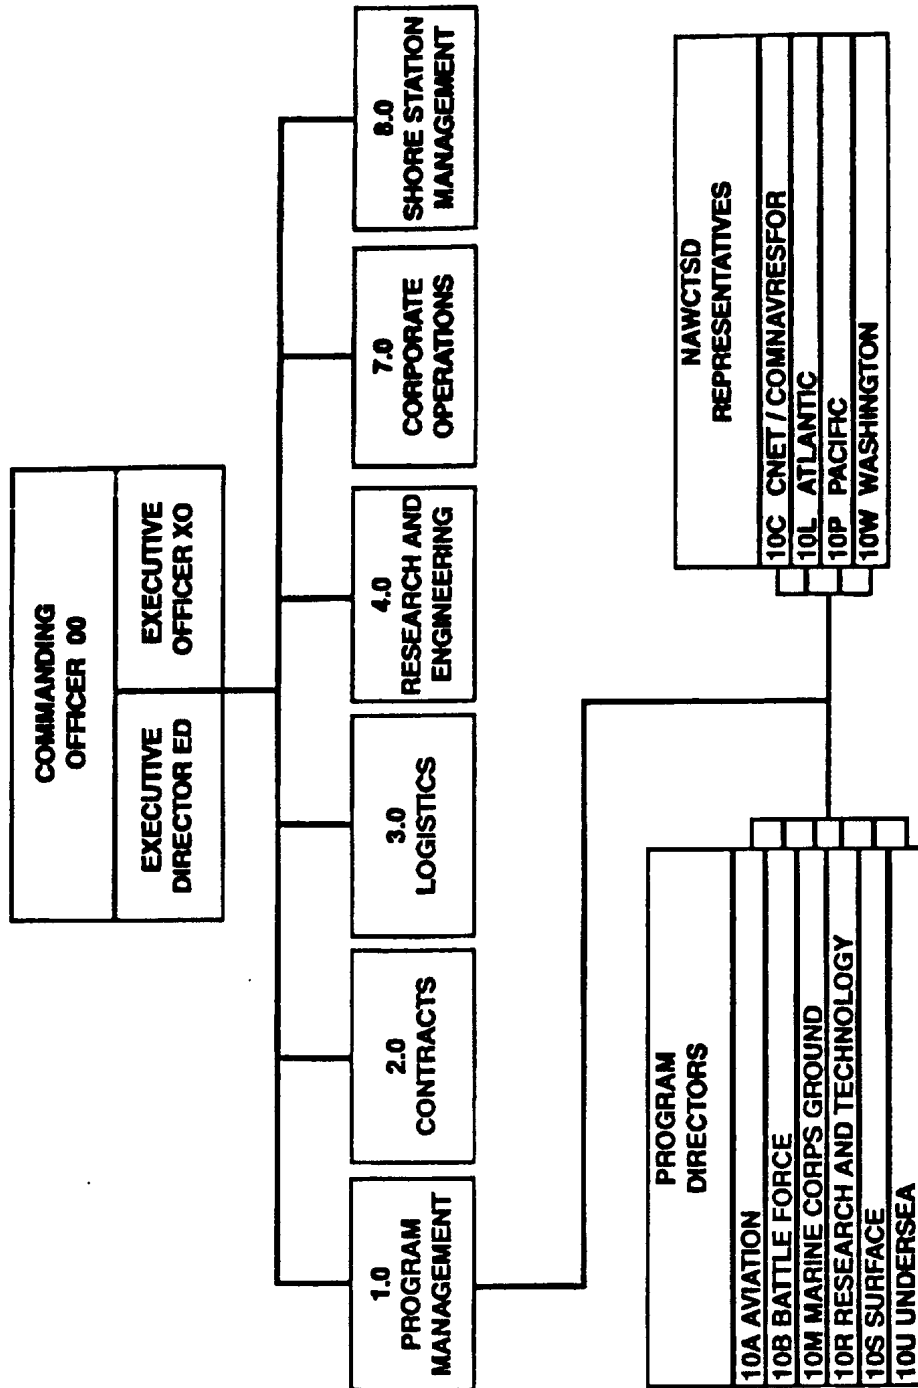 COMMANDING
OFFICER 00
EXECUTIVE
DIRECTOR ED
EXECUTIVE
OFFICER XO
1.0
PROGRAM
MANAGEMENT
2.0
CONTRACTS
3.0
LOGISTICS
4.0
RESEARCH AND
ENGINEERING
7.0
CORPORATE
OPERATIONS
8.0
SHORE STATION
MANAGEMENT
PROGRAM
DIRECTORS
10A AVIATION
10B BATTLE FORCE
10M MARINE CORPS GROUND
10R RESEARCH AND TECHNOLOGY
10S SURFACE
10U UNDERSEA
NAWCTSD
REPRESENTATIVES
10C CNET / COMNAVRESFOR
10L ATLANTIC
10P PACIFIC
10W WASHINGTON